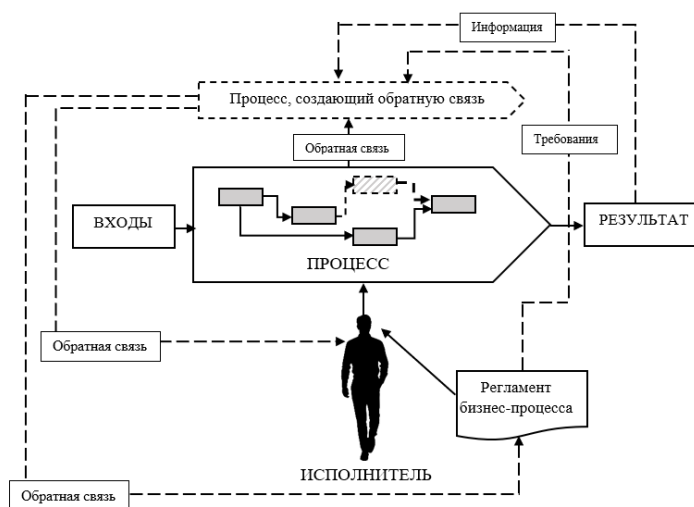 Информация
Процесс, создающий обратную связь
Обратная связь
Требования
ВХОДЫ
ПРОЦЕСС
РЕЗУЛЬТАТ
Обратная связь
Регламент
бизнес-процесса
ИСПОЛНИТЕЛЬ
Обратная связь